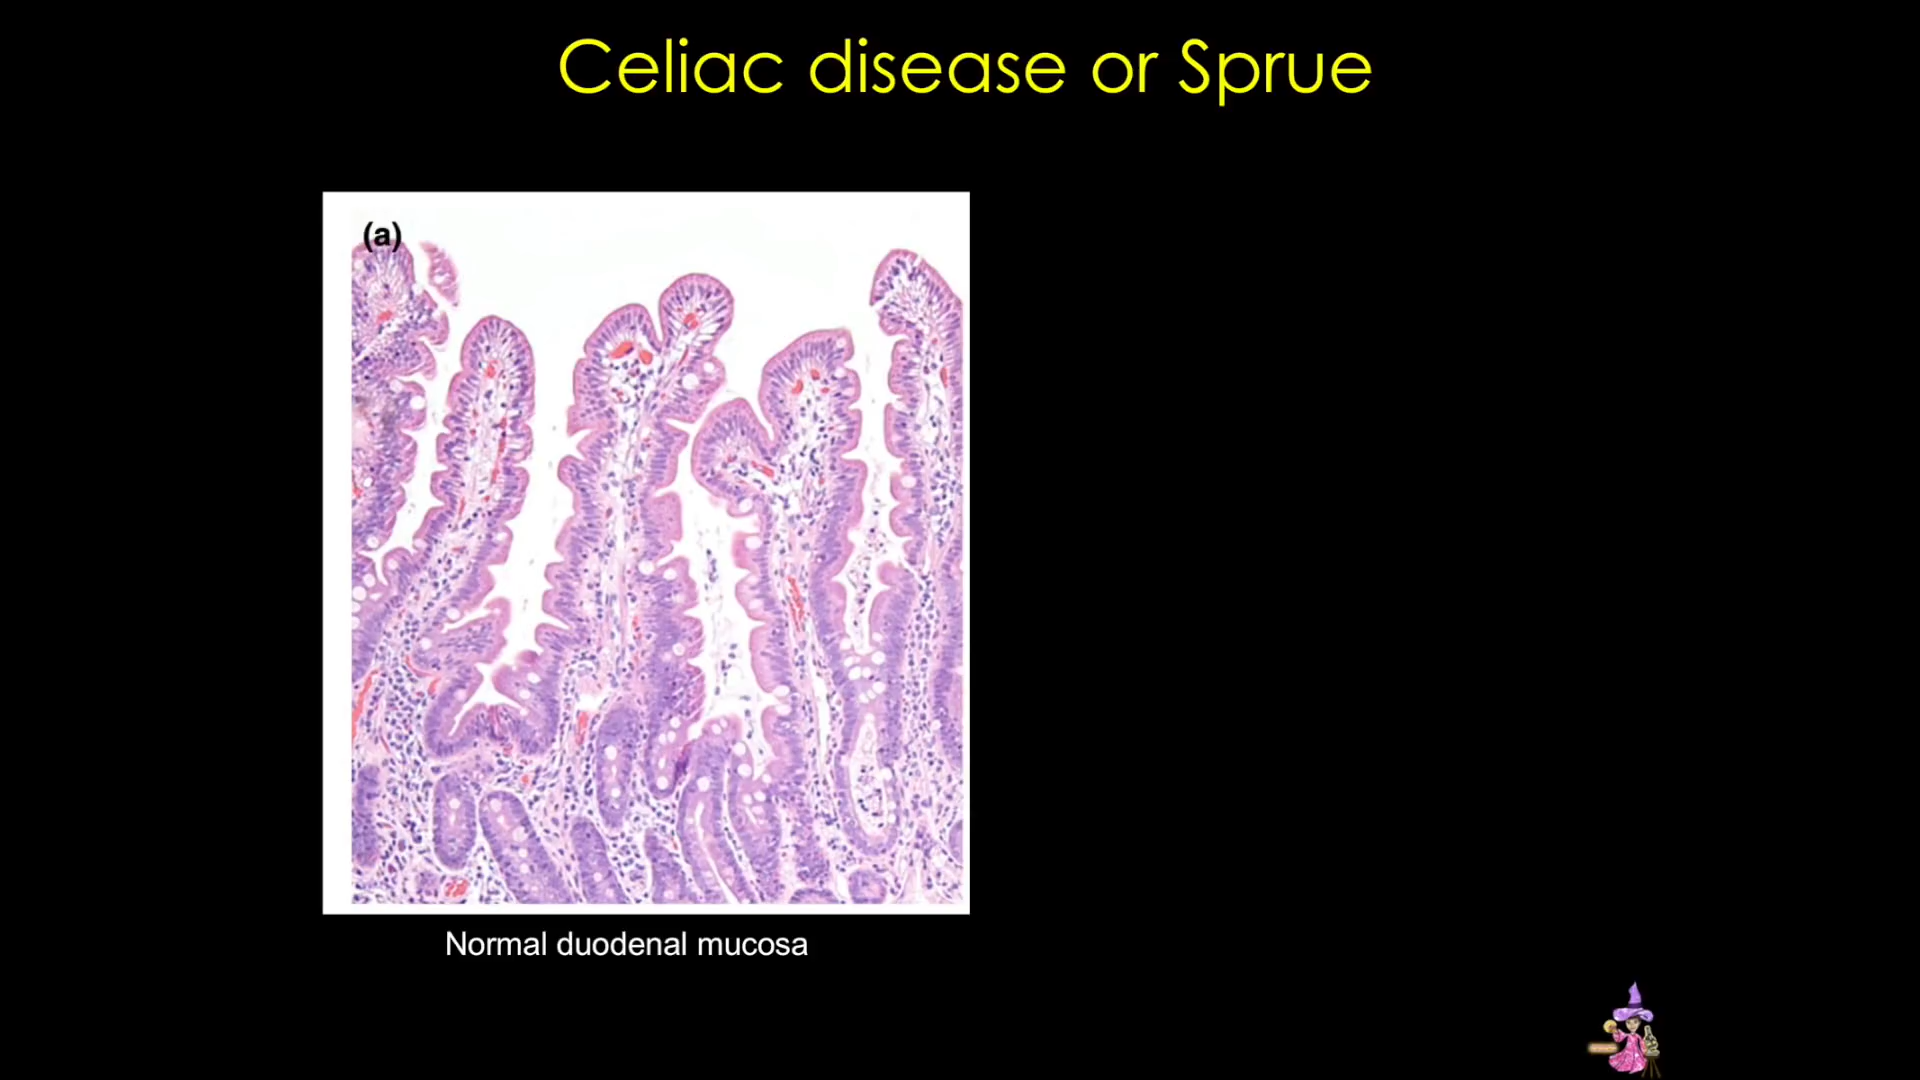 Celiac disease or Sprue
(a)
Normal duodenal mucosa